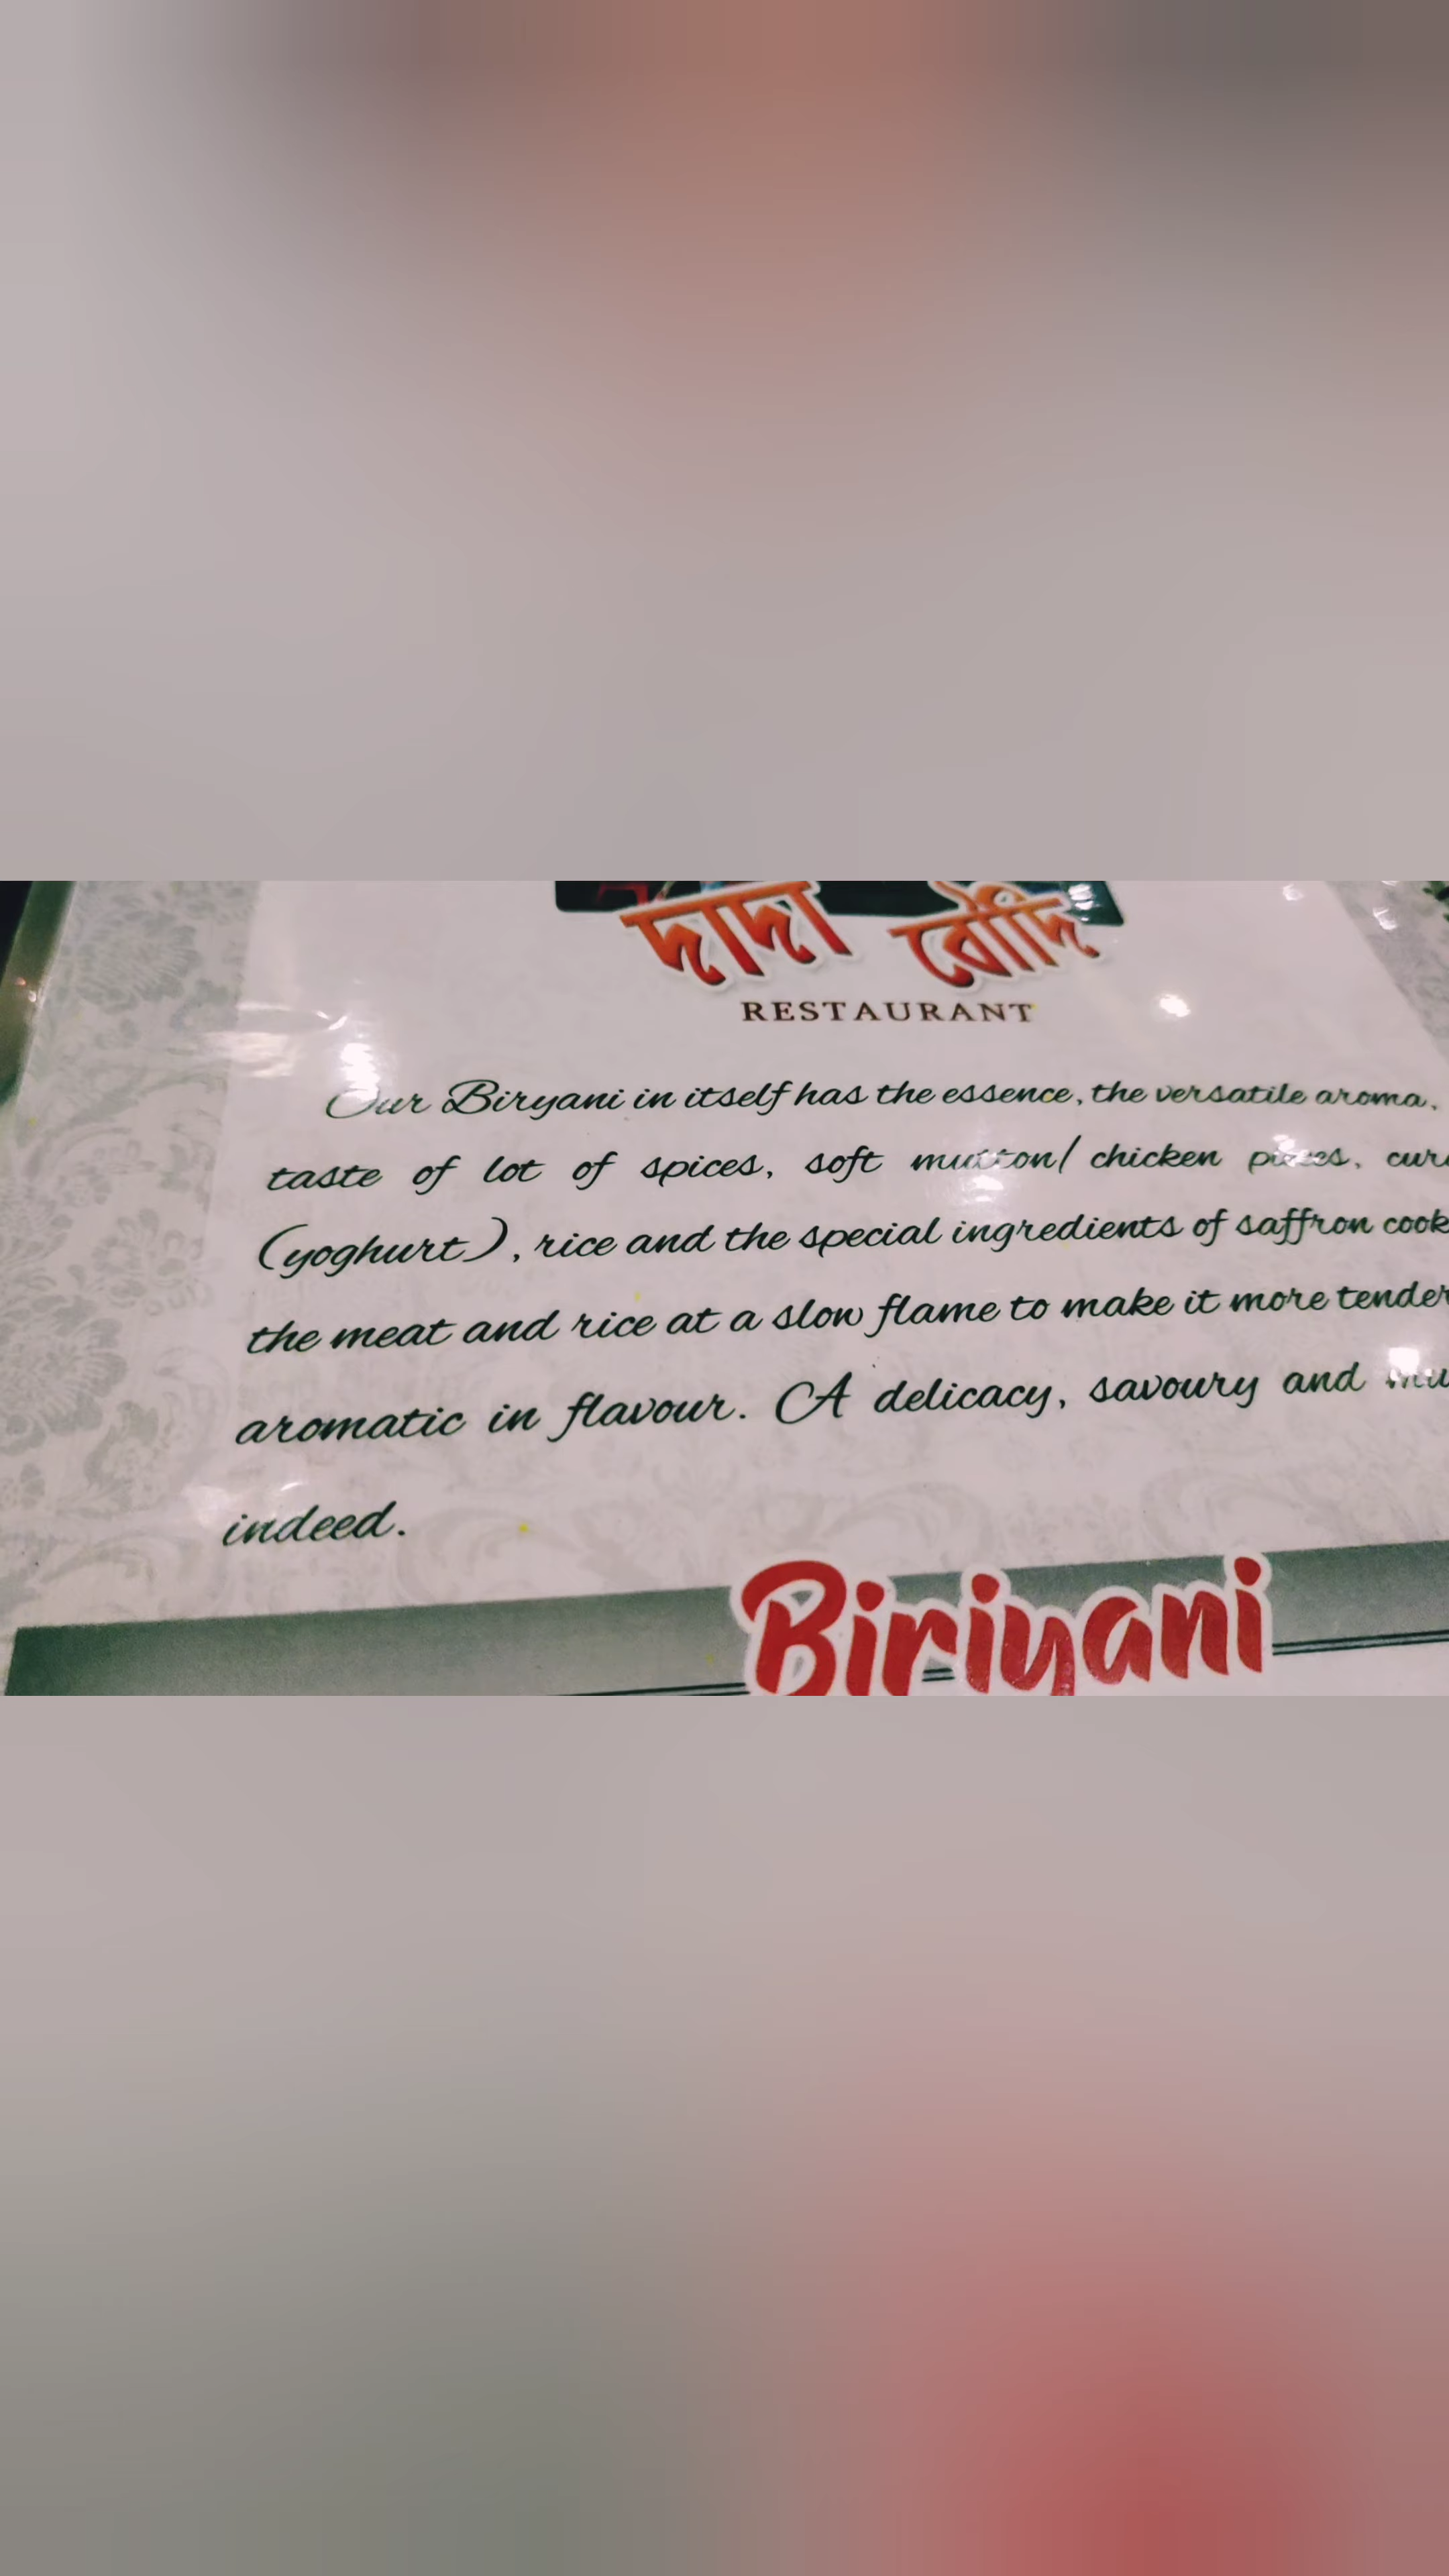 দাদা বৌদি
RESTAURANT
Our Biryani in itself has the essence, the versatile aroma,
taste of lot of spices, soft mutton/ chicken pieces,
(yoghurt), rice and the special ingredients of saffron
the meat and rice at a slow flame to make it more tender
aromatic in flavour. A delicacy, savoury and
indeed.
Biriyani